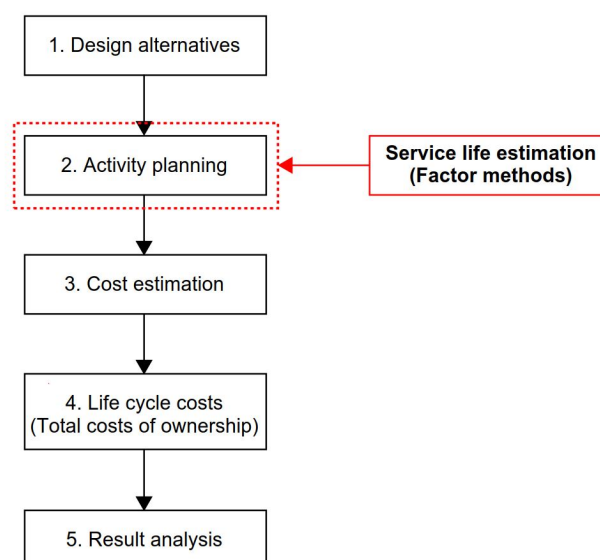 1. Design alternatives
2. Activity planning
Service life estimation
(Factor methods)
3. Cost estimation
4. Life cycle costs
(Total costs of ownership)
5. Result analysis